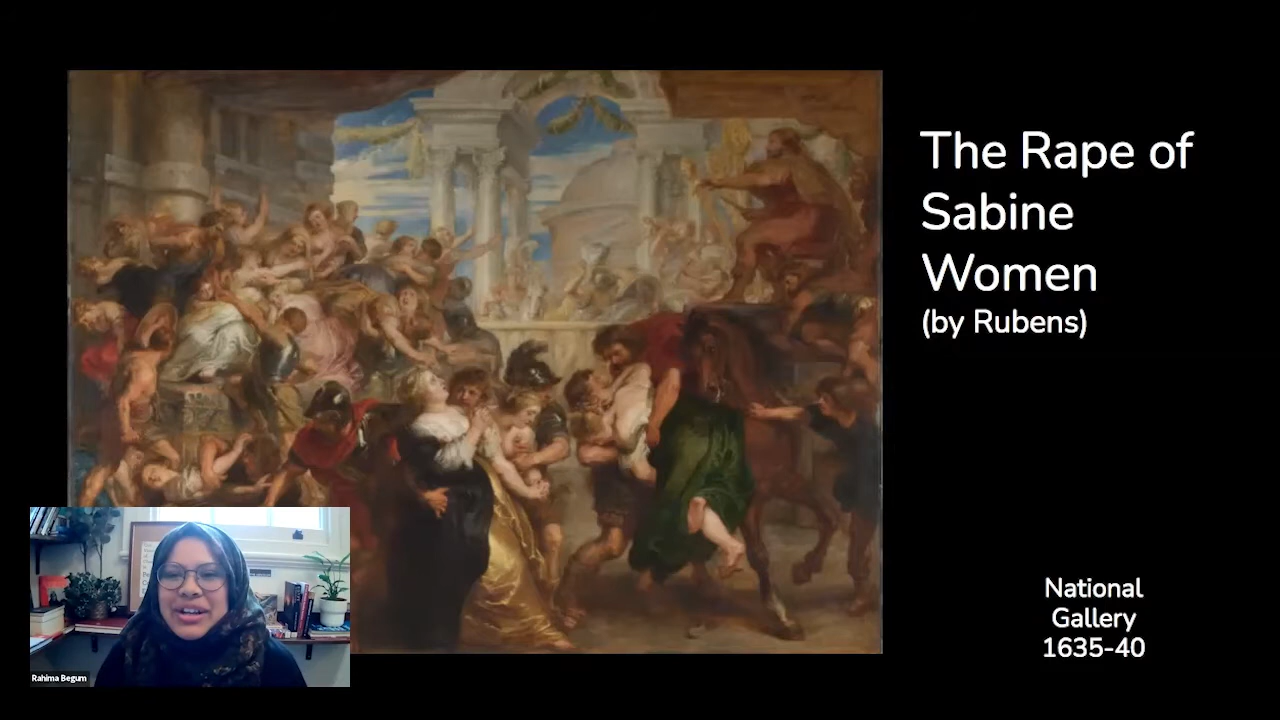 The Rape of
Sabine
Women
(by Rubens)
National
Gallery
1635-40
Rahima Begum